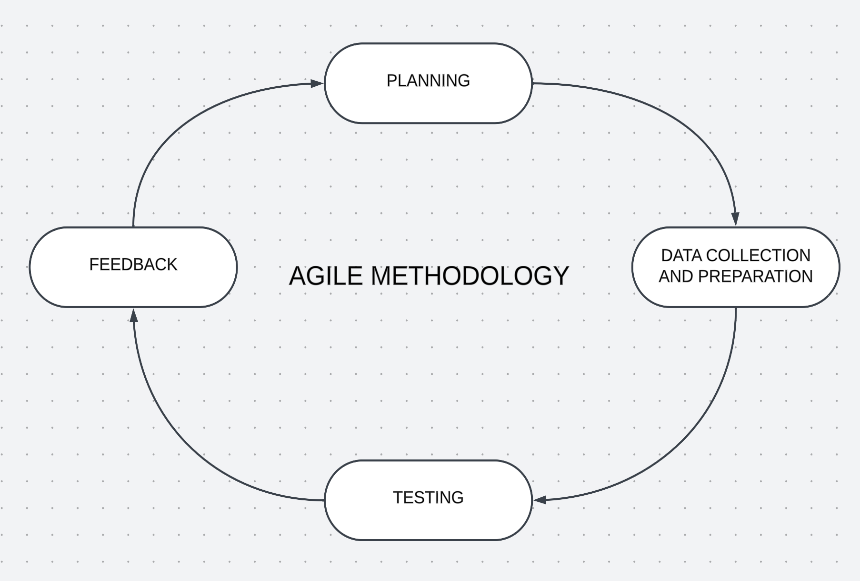 PLANNING
FEEDBACK
AGILE METHODOLOGY
DATA COLLECTION
AND PREPARATION
TESTING